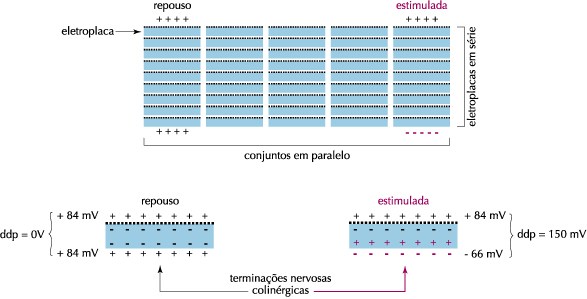 repouso
estimulada
+ + + +
+ + + +
eletroplaca
eletroplacas em série
+ + + +
- - - - -
conjuntos em paralelo
repouso
estimulada
+ 84 mV
+ + + + + + +
+ + + + + + +
+ 84 mV
- - - - - - -
- - - - - - -
ddp = 0V
ddp = 150 mV
- - - - - - -
+ + + + + + +
+ 84 mV
+ + + + + + +
- - - - - - -
- 66 mV
terminações nervosas
colinérgicas